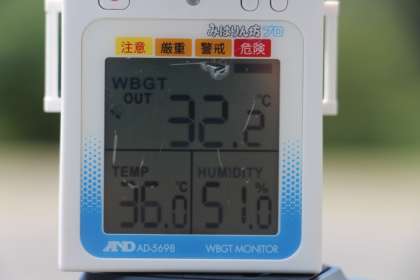 みはりん坊プロ
注意 厳重 警戒 危険
WBGT
OUT 32.2 °C
TEMP HUMIDITY
36.0 °C 51.0 %
AND AD-5698 WBGT MONITOR